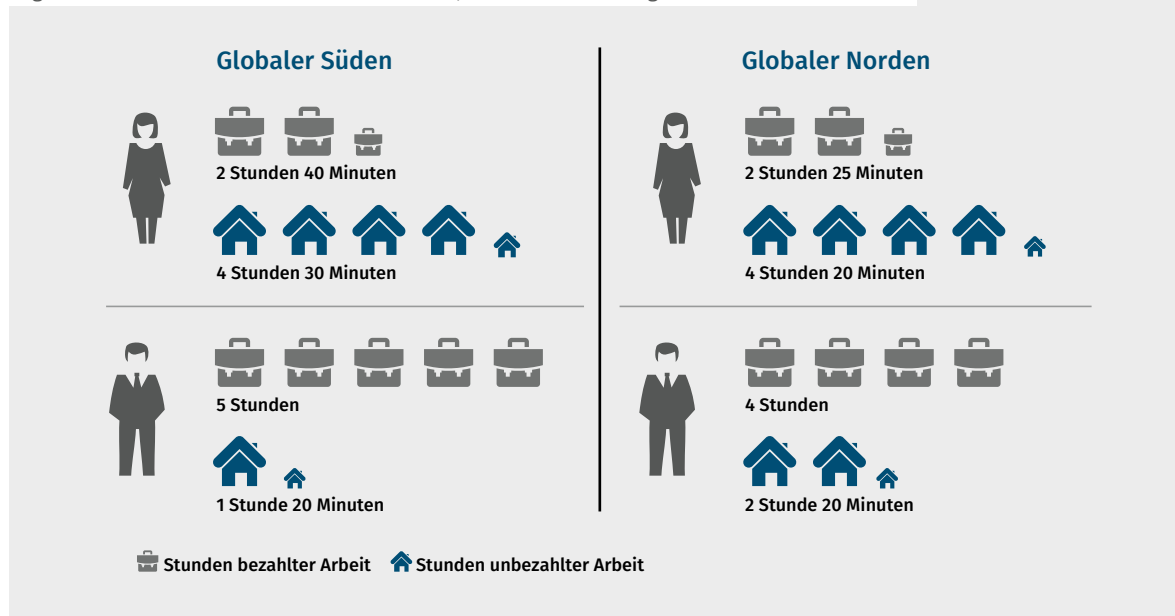 Globaler Süden
2 Stunden 40 Minuten
4 Stunden 30 Minuten
5 Stunden
1 Stunde 20 Minuten
Globaler Norden
2 Stunden 25 Minuten
4 Stunden 20 Minuten
4 Stunden
2 Stunde 20 Minuten
Stunden bezahlter Arbeit
Stunden unbezahlter Arbeit